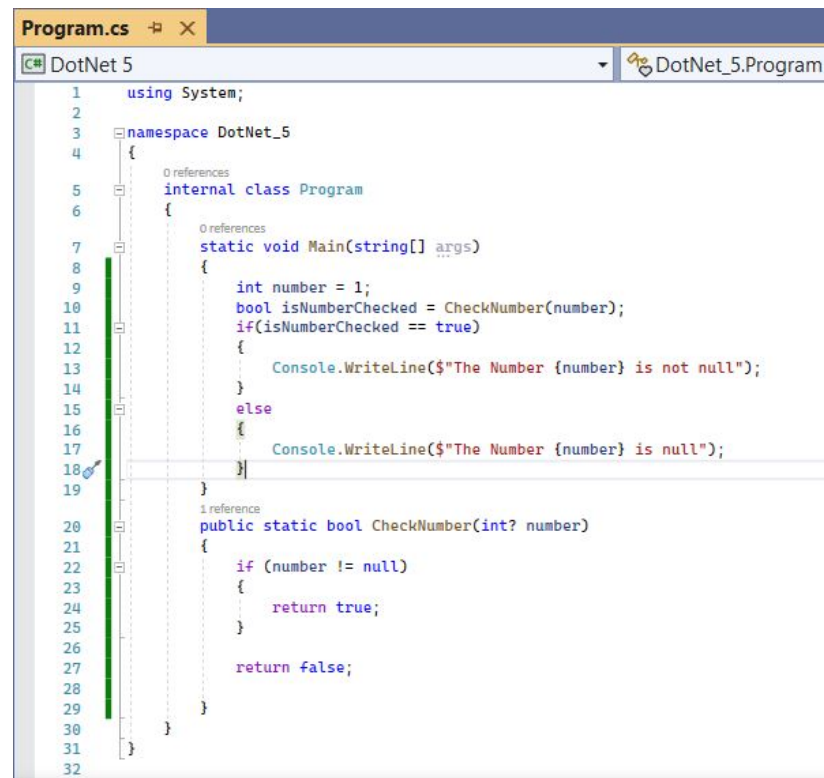 Program.cs
C# DotNet 5 DotNet_5.Program
1 using System;
2
3 namespace DotNet_5
4 {
0 references
5 internal class Program
6 {
0 references
7 static void Main(string[] args)
8 {
9 int number = 1;
10 bool isNumberChecked = CheckNumber(number);
11 if(isNumberChecked == true)
12 {
13 Console.WriteLine($"The Number {number} is not null");
14 }
15 else
16 {
17 Console.WriteLine($"The Number {number} is null");
18 }
19 }
1 reference
20 public static bool CheckNumber(int? number)
21 {
22 if (number != null)
23 {
24 return true;
25 }
26
27 return false;
28
29 }
30 }
31 }
32